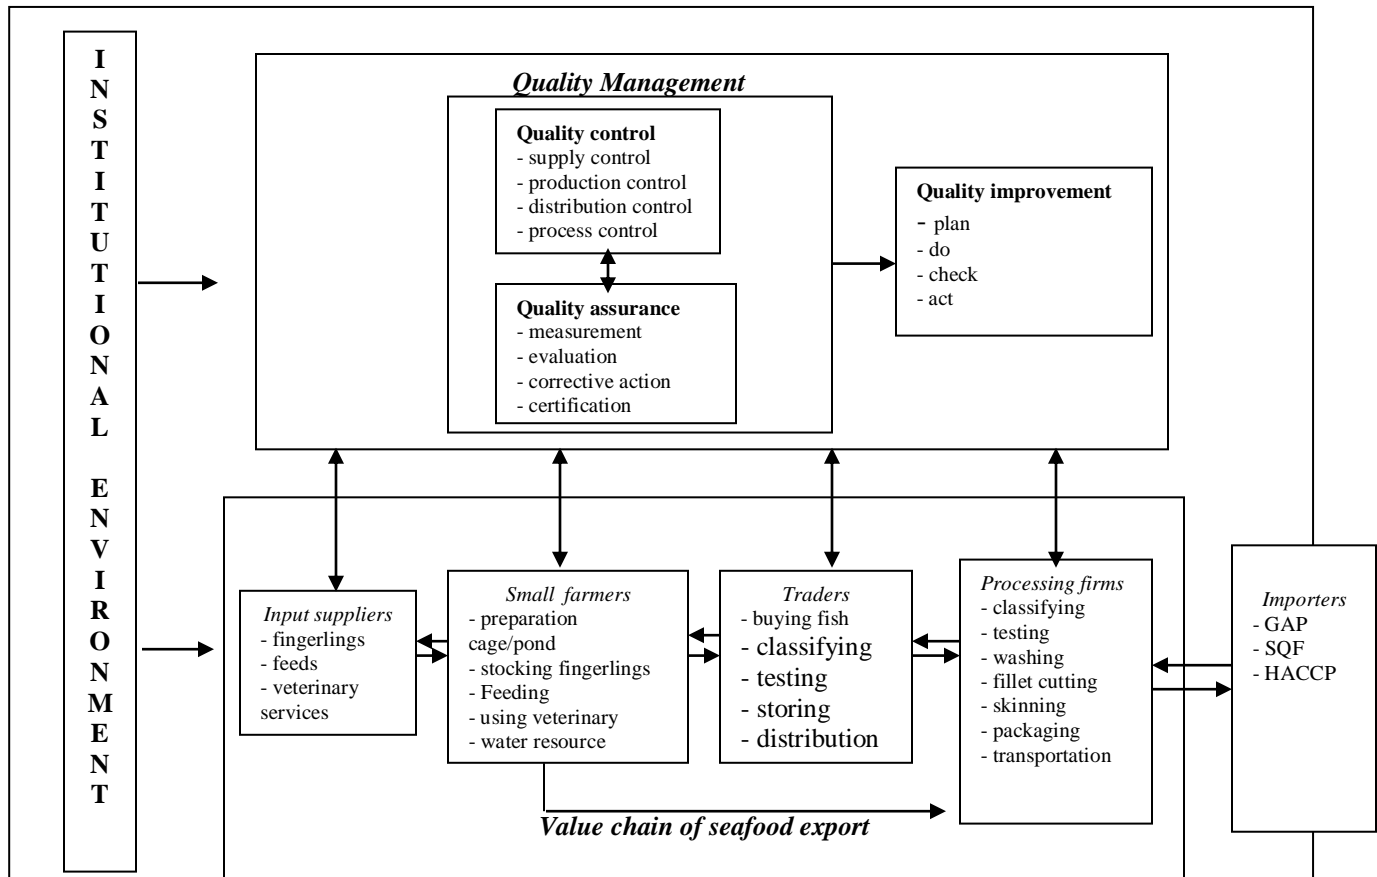 INSTITUTIONAL ENVIRONMENT
Quality Management
Quality control
- supply control
- production control
- distribution control
- process control
Quality assurance
- measurement
- evaluation
- corrective action
- certification
Quality improvement
- plan
- do
- check
- act
Input suppliers
- fingerlings
- feeds
- veterinary
services
Small farmers
- preparation
cage/pond
- stocking fingerlings
- Feeding
- using veterinary
- water resource
Traders
- buying fish
- classifying
- testing
- storing
- distribution
Processing firms
- classifying
- testing
- washing
- fillet cutting
- skinning
- packaging
- transportation
Importers
- GAP
- SQF
- HACCP
Value chain of seafood export